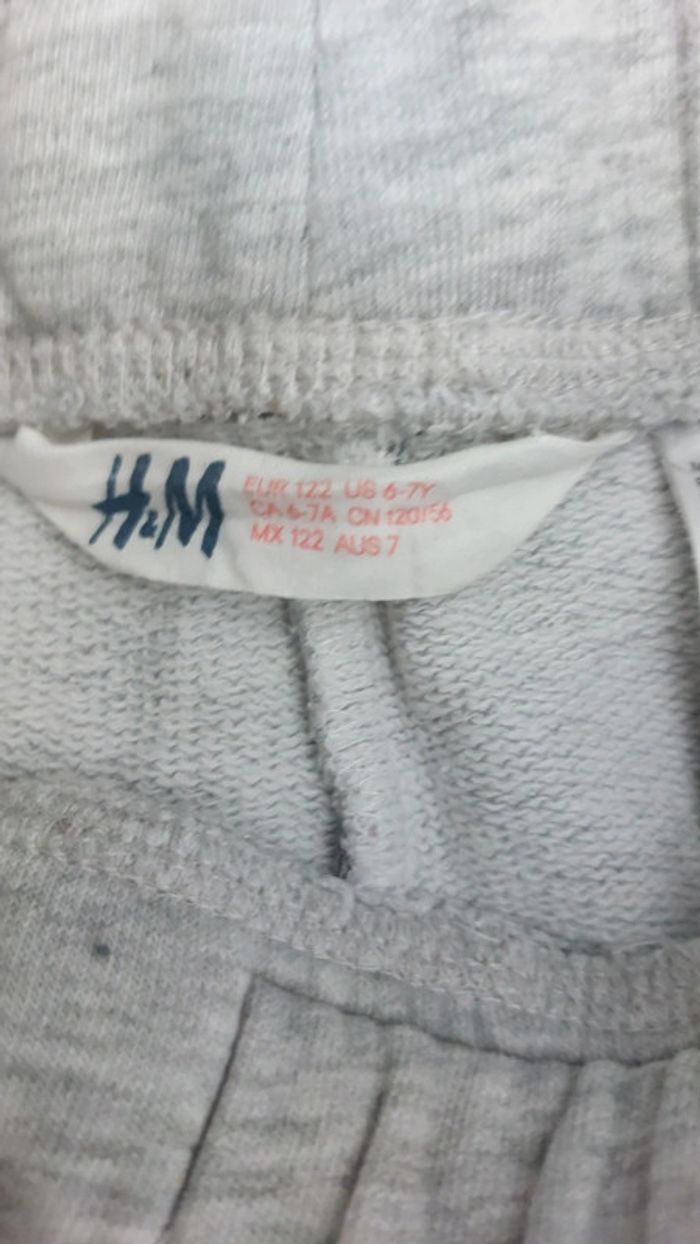 H&M
EUR 122 US 6-7Y
CA 6-7A CN 120/56
MX 122 AUS 7